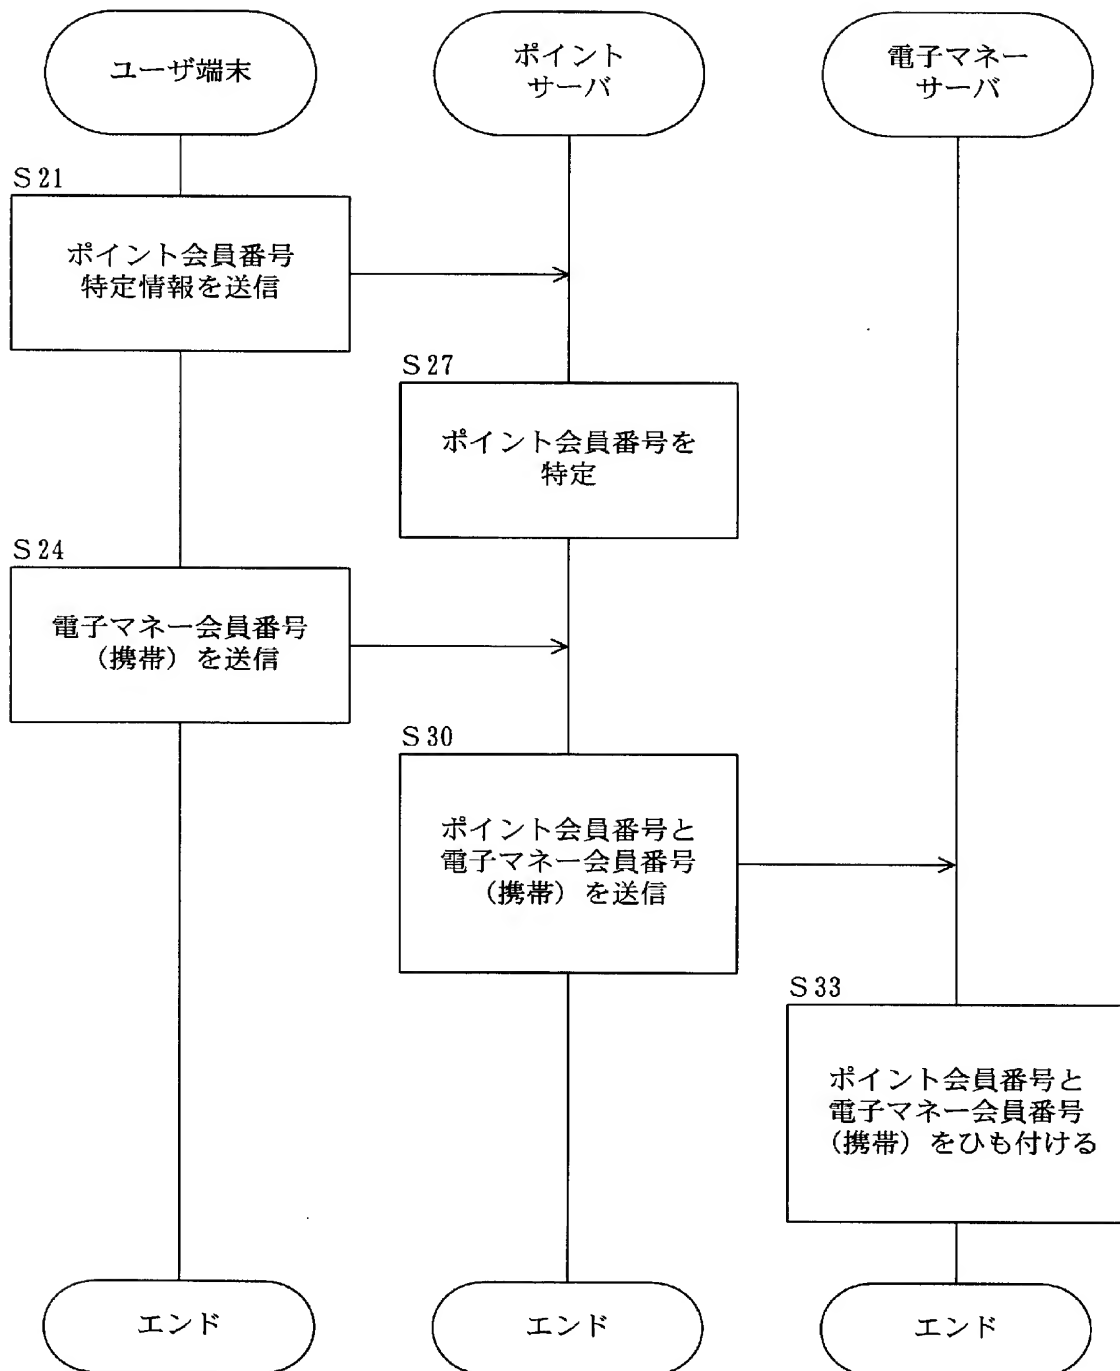 ユーザ端末
ポイント
サーバ
電子マネー
サーバ
S21
ポイント会員番号
特定情報を送信
S27
ポイント会員番号を
特定
S24
電子マネー会員番号
(携帯)を送信
S30
ポイント会員番号と
電子マネー会員番号
(携帯)を送信
S33
ポイント会員番号と
電子マネー会員番号
(携帯)をひも付ける
エンド
エンド
エンド